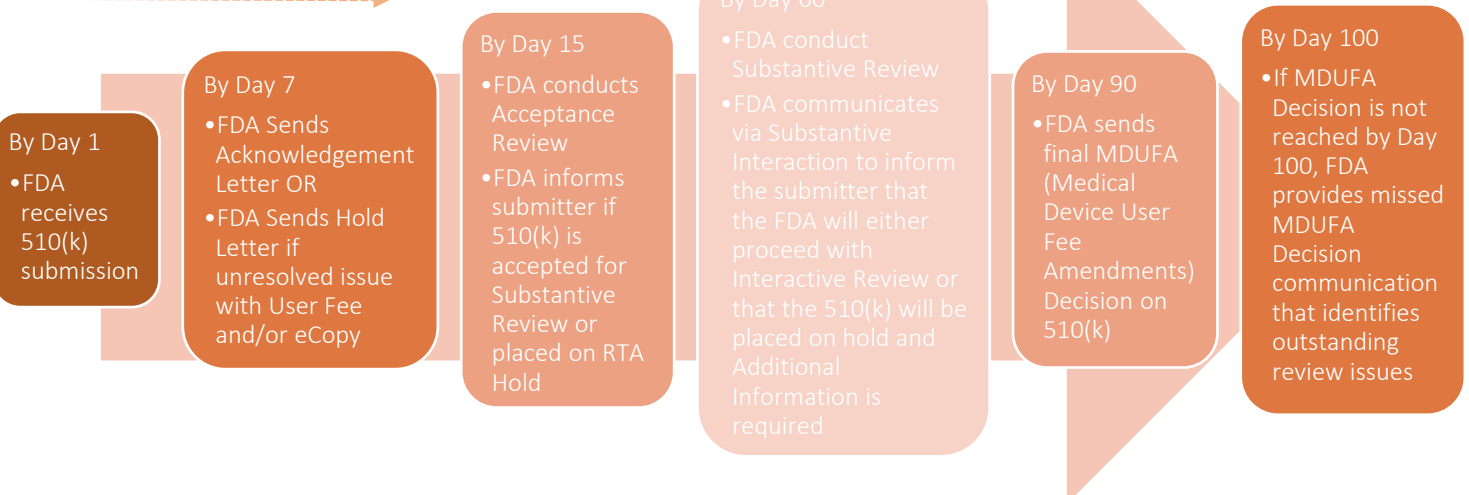 By Day 1
•FDA
receives
510(k)
submission
By Day 7
•FDA Sends
Acknowledgement
Letter OR
•FDA Sends Hold
Letter if
unresolved issue
with User Fee
and/or eCopy
By Day 15
•FDA conducts
Acceptance
Review
•FDA informs
submitter if
510(k) is
accepted for
Substantive
Review or
placed on RTA
Hold
By Day 60
•FDA conduct
Substantive Review
•FDA communicates
via Substantive
Interaction to inform
the submitter that
the FDA will either
proceed with
Interactive Review or
that the 510(k) will be
placed on hold and
Additional
Information is
required
By Day 90
•FDA sends
final MDUFA
(Medical
Device User
Fee
Amendments)
Decision on
510(k)
By Day 100
•If MDUFA
Decision is not
reached by Day
100, FDA
provides missed
MDUFA
Decision
communication
that identifies
outstanding
review issues